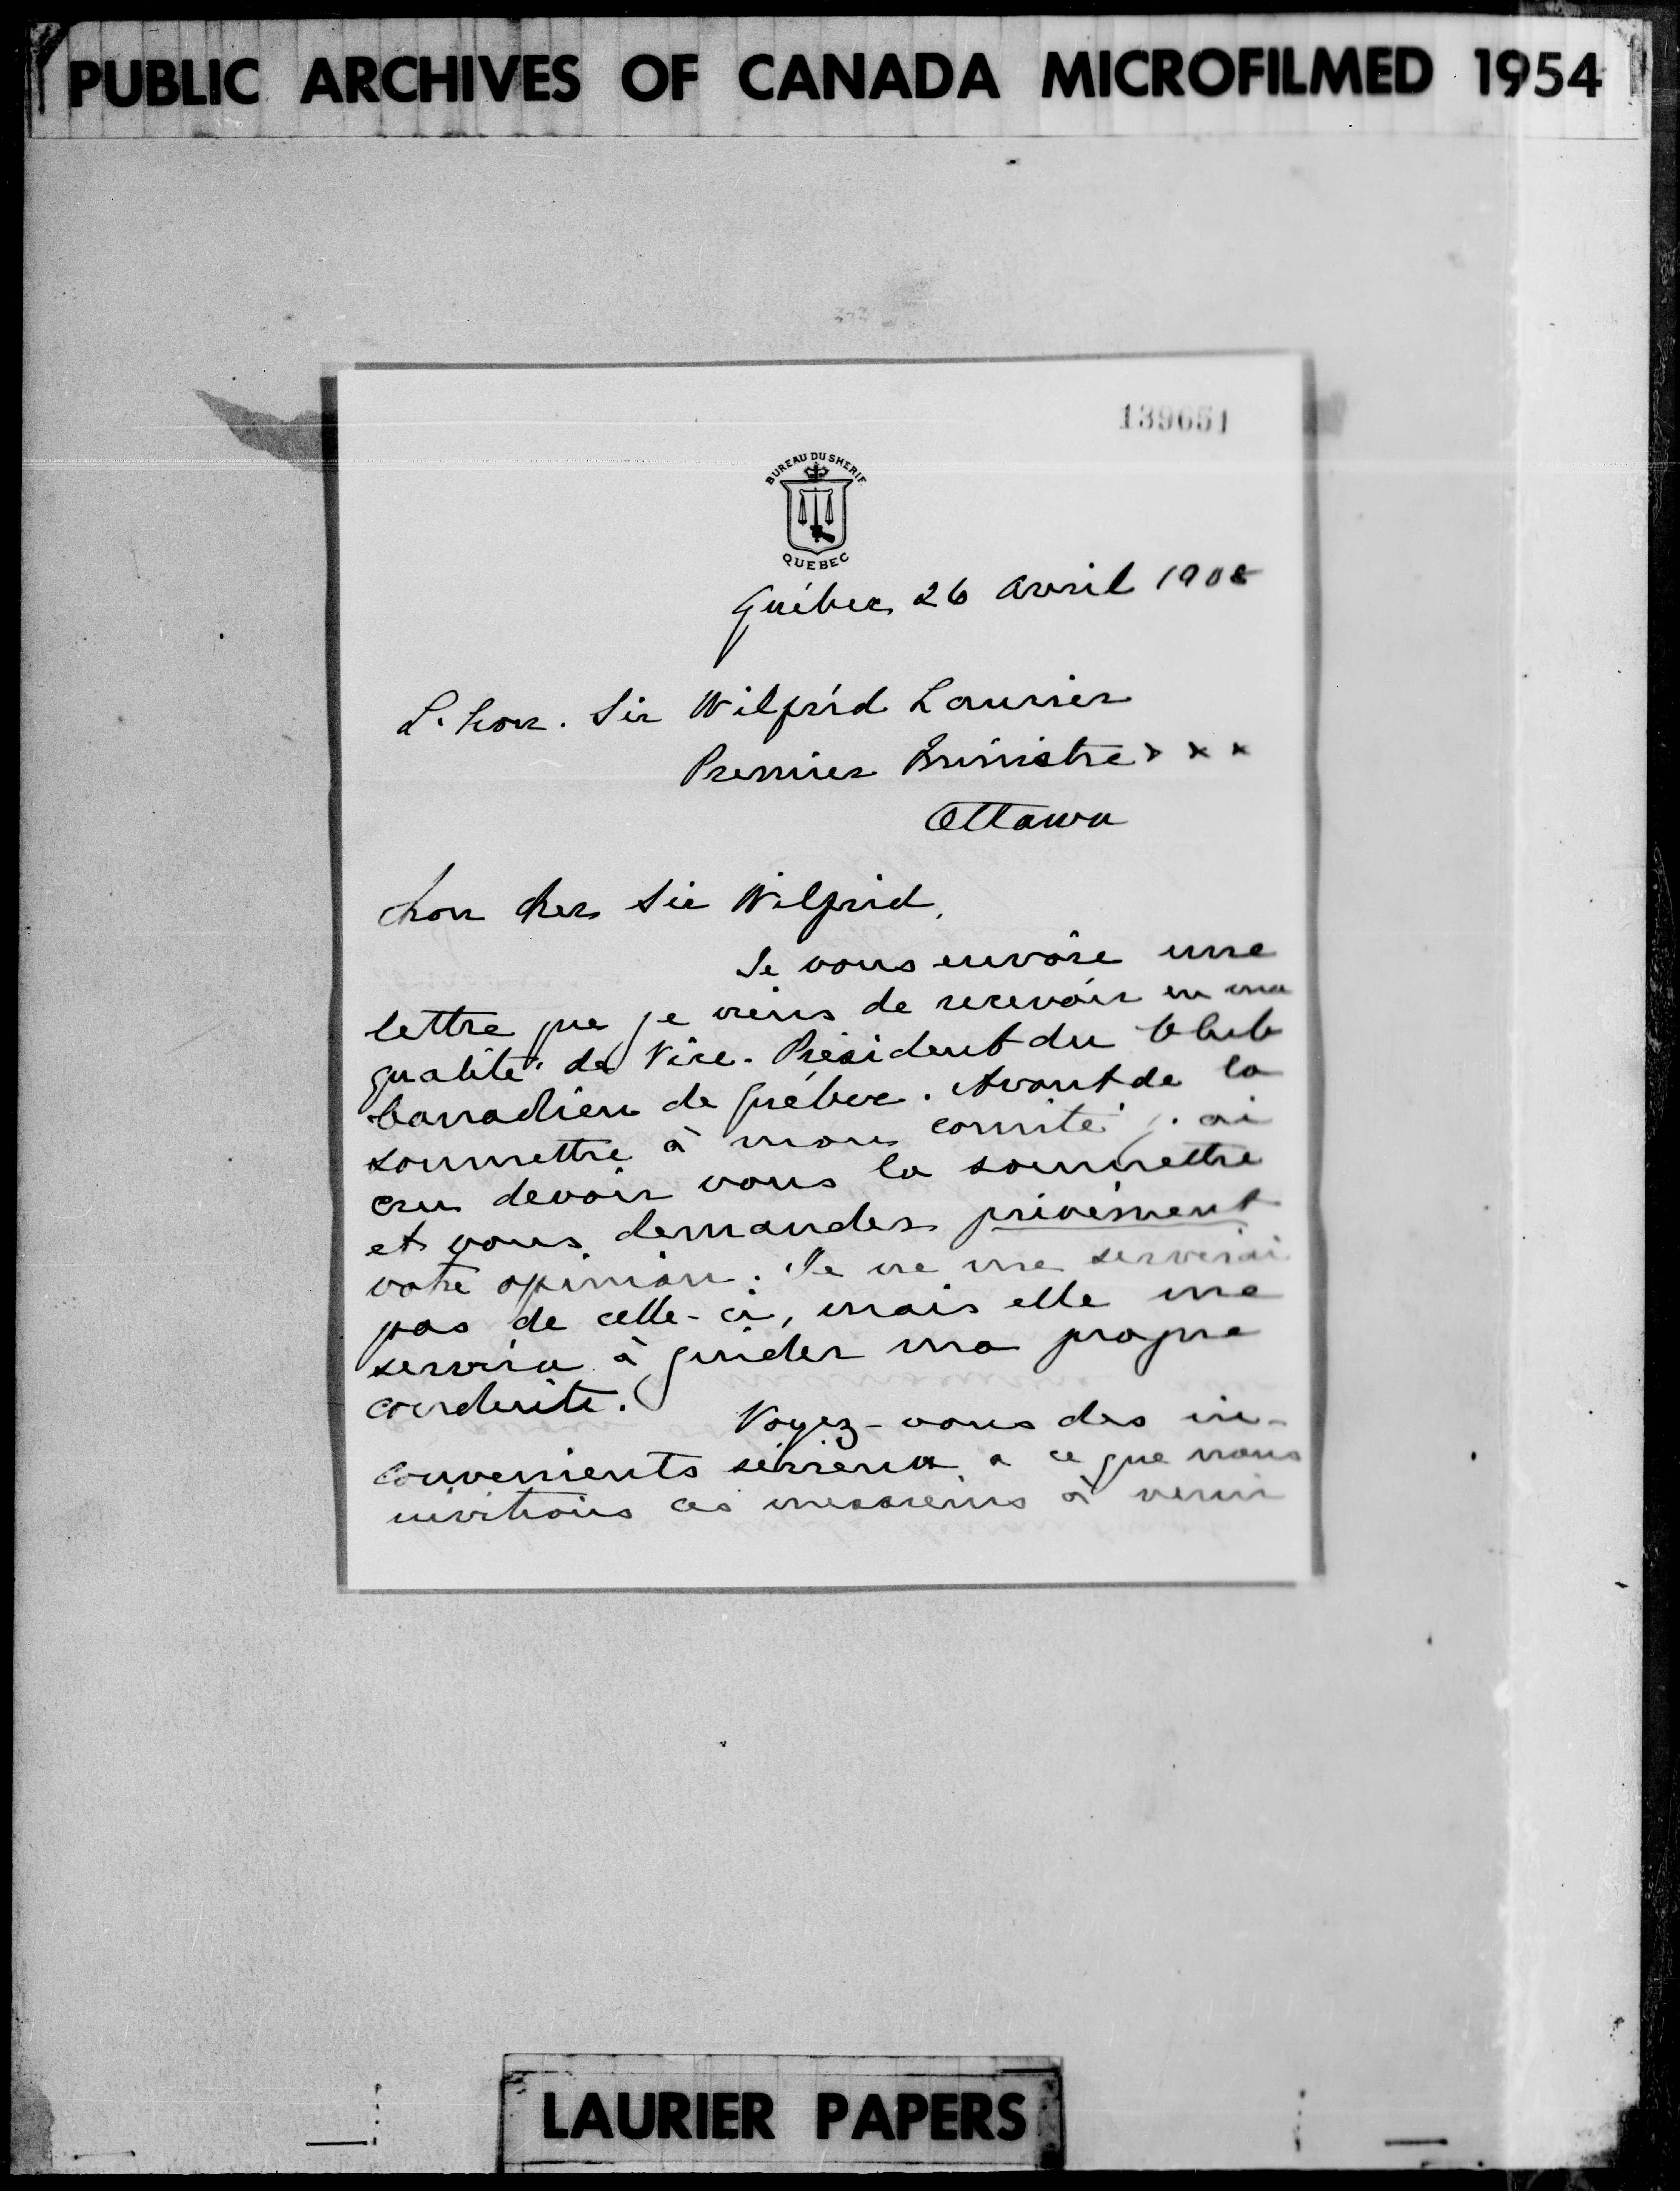 PUBLIC ARCHIVES OF CANADA MICROFILMED 1954
139651
BUREAU DU SHERIF.
QUEBEC
Québec 26 avril 1908
L'hon. Sir Wilfrid Laurier
Premier Ministre x x x
Ottawa
Mon cher Sir Wilfrid,
Je vous envoie une
lettre que je viens de recevoir en ma
qualité de Vice-Président du Club
Canadien de Québec. Avant de la
soumettre à mon comité j'ai
cru devoir vous la soumettre
et vous demander privément
votre opinion. Je ne me servirai
pas de celle-ci, mais elle me
servira à guider ma propre
conduite.
Voyez-vous des in-
convenients sérieux à ce que nous
invitions ces messieurs à venir
LAURIER PAPERS